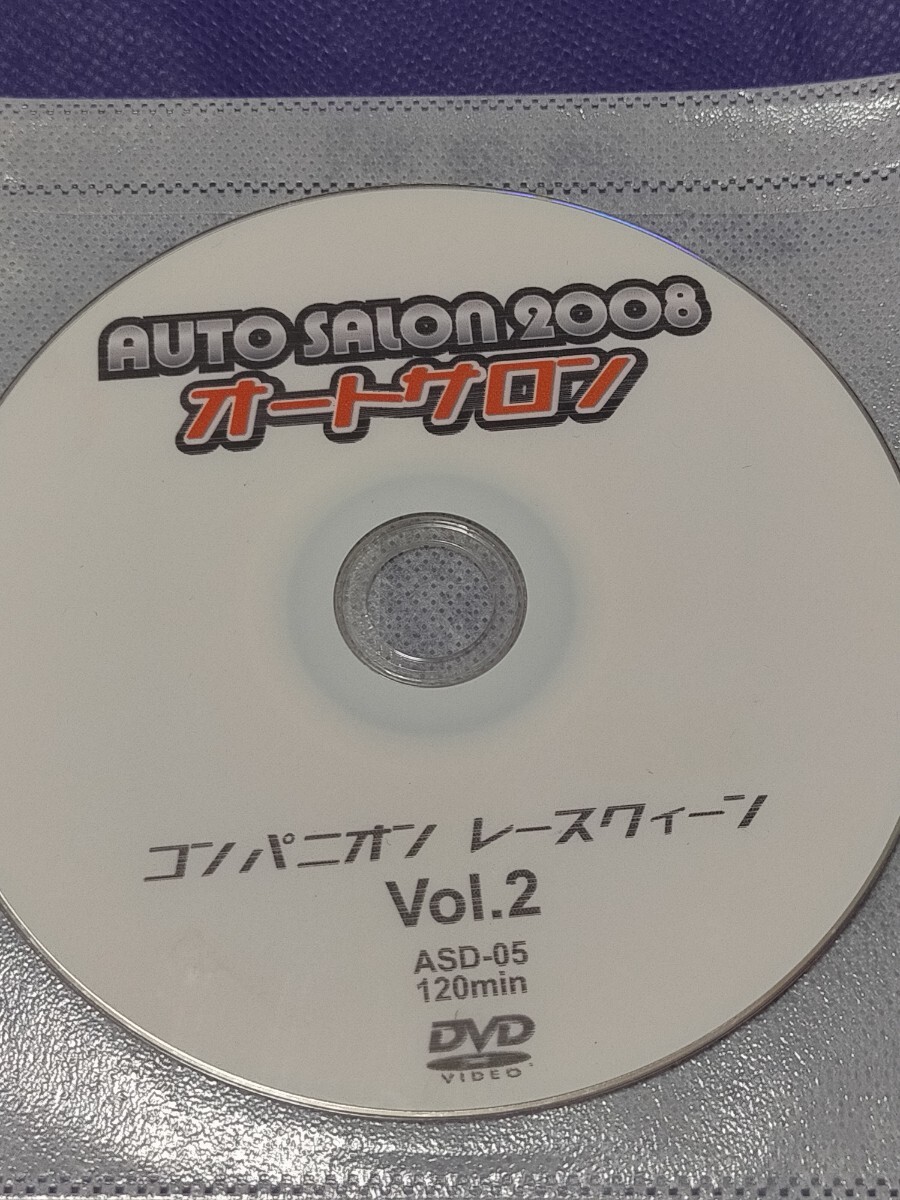 AUTO SALON 2008
オートサロン
コンパニオン レースクィーン
Vol.2
ASD-05
120min
DVD
VIDEO